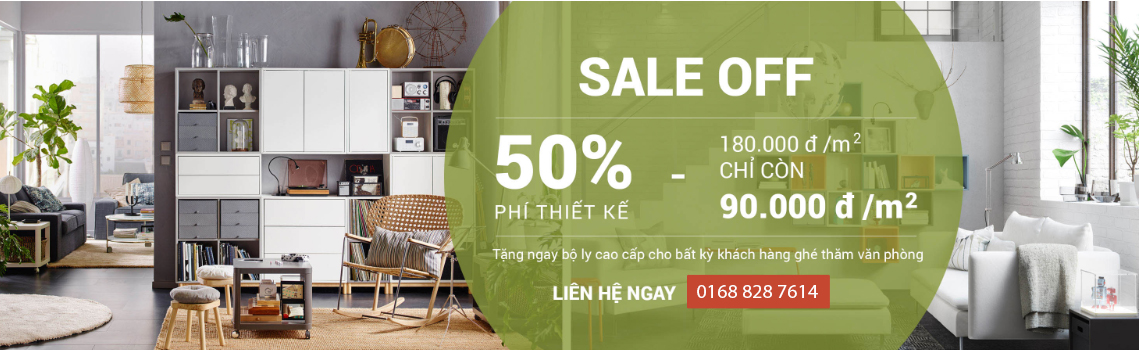 SALE OFF
50%
PHÍ THIẾT KẾ
-
180.000 đ /m²
CHỈ CÒN
90.000 đ /m²
Tặng ngay bộ ly cao cấp cho bất kỳ khách hàng ghé thăm văn phòng
LIÊN HỆ NGAY 0168 828 7614